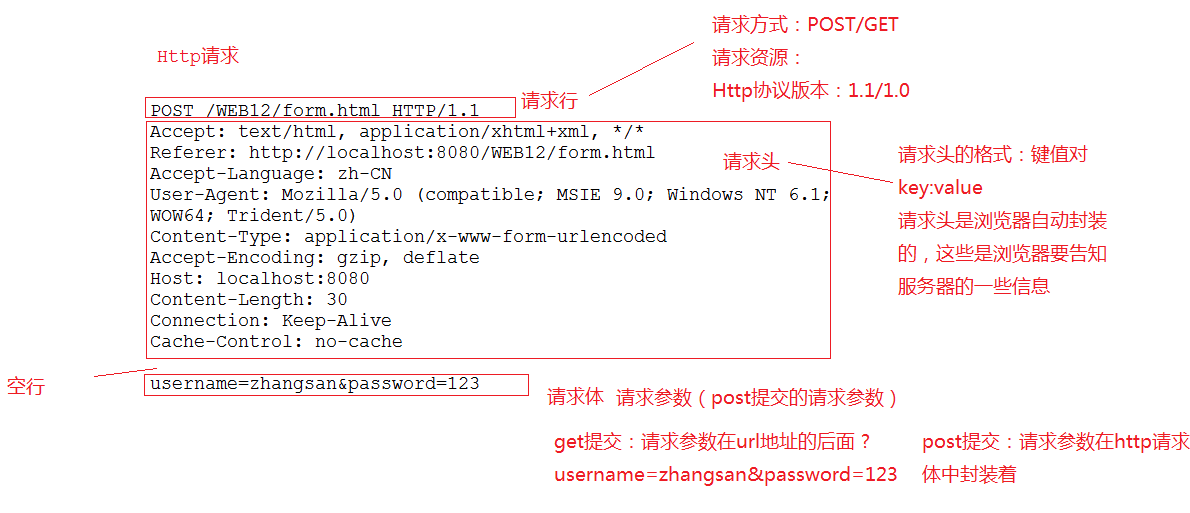 Http请求
请求方式：POST/GET
请求资源：
Http协议版本：1.1/1.0
请求行
POST /WEB12/form.html HTTP/1.1
Accept: text/html, application/xhtml+xml, */*
Referer: http://localhost:8080/WEB12/form.html
Accept-Language: zh-CN
User-Agent: Mozilla/5.0 (compatible; MSIE 9.0; Windows NT 6.1;
WOW64; Trident/5.0)
Content-Type: application/x-www-form-urlencoded
Accept-Encoding: gzip, deflate
Host: localhost:8080
Content-Length: 30
Connection: Keep-Alive
Cache-Control: no-cache
请求头
请求头的格式：键值对
key:value
请求头是浏览器自动封装
的，这些是浏览器要告知
服务器的一些信息
空行
username=zhangsan&password=123
请求体 请求参数（post提交的请求参数）
get提交：请求参数在url地址的后面？
username=zhangsan&password=123
post提交：请求参数在http请求
体中封装着